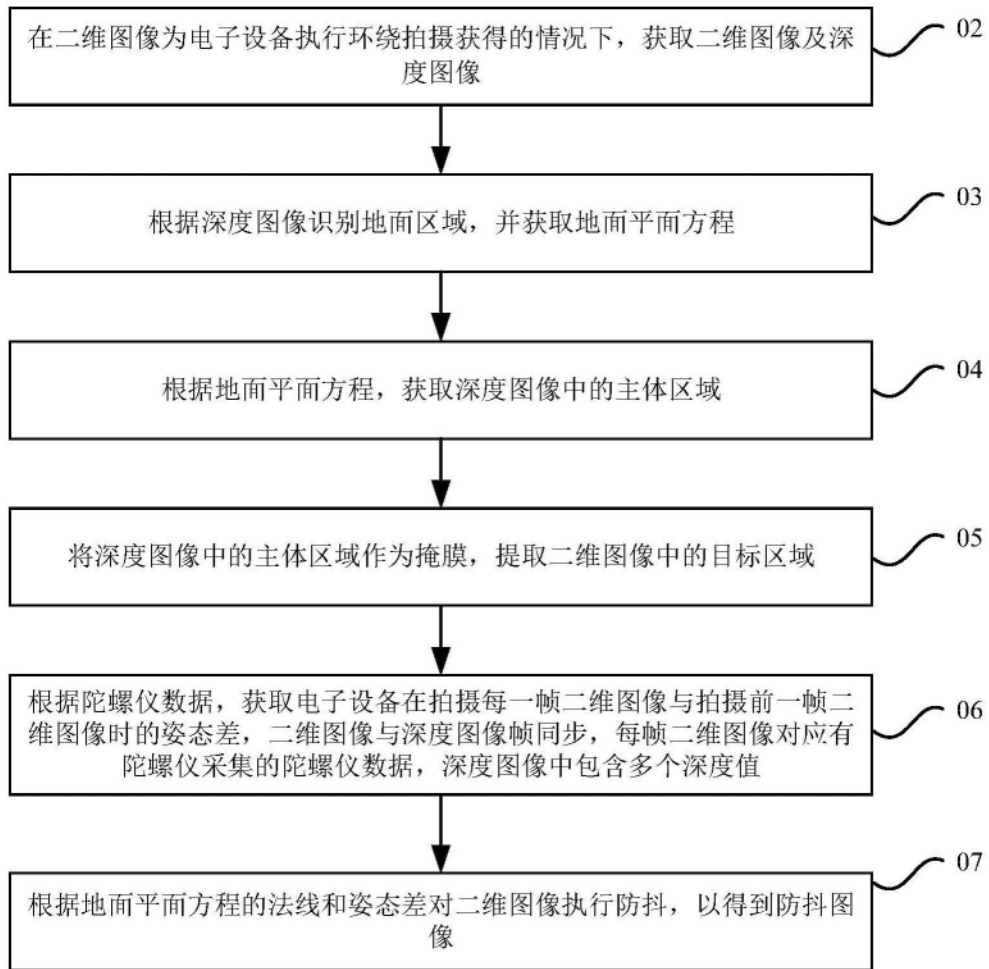 在二维图像为电子设备执行环绕拍摄获得的情况下，获取二维图像及深
度图像
02
根据深度图像识别地面区域，并获取地面平面方程
03
根据地面平面方程，获取深度图像中的主体区域
04
将深度图像中的主体区域作为掩膜，提取二维图像中的目标区域
05
根据陀螺仪数据，获取电子设备在拍摄每一帧二维图像与拍摄前一帧二
维图像时的姿态差，二维图像与深度图像帧同步，每帧二维图像对应有
陀螺仪采集的陀螺仪数据，深度图像中包含多个深度值
06
根据地面平面方程的法线和姿态差对二维图像执行防抖，以得到防抖图
像
07